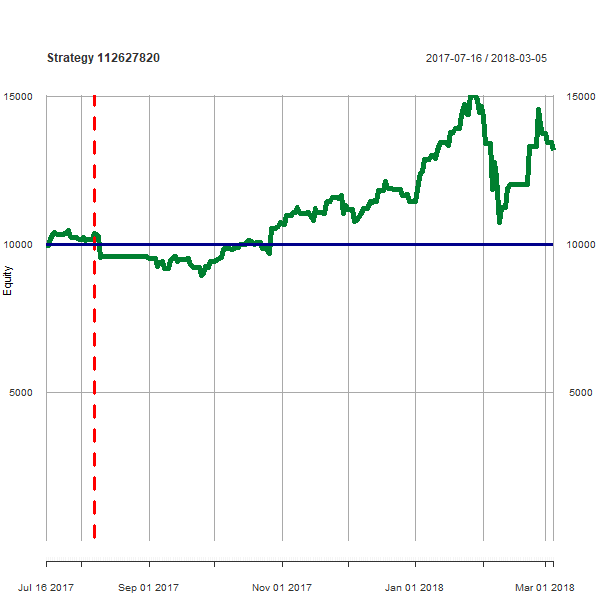 Strategy 112627820
2017-07-16 / 2018-03-05
15000
15000
10000
10000
Equity
5000
5000
Jul 16 2017
Sep 01 2017
Nov 01 2017
Jan 01 2018
Mar 01 2018